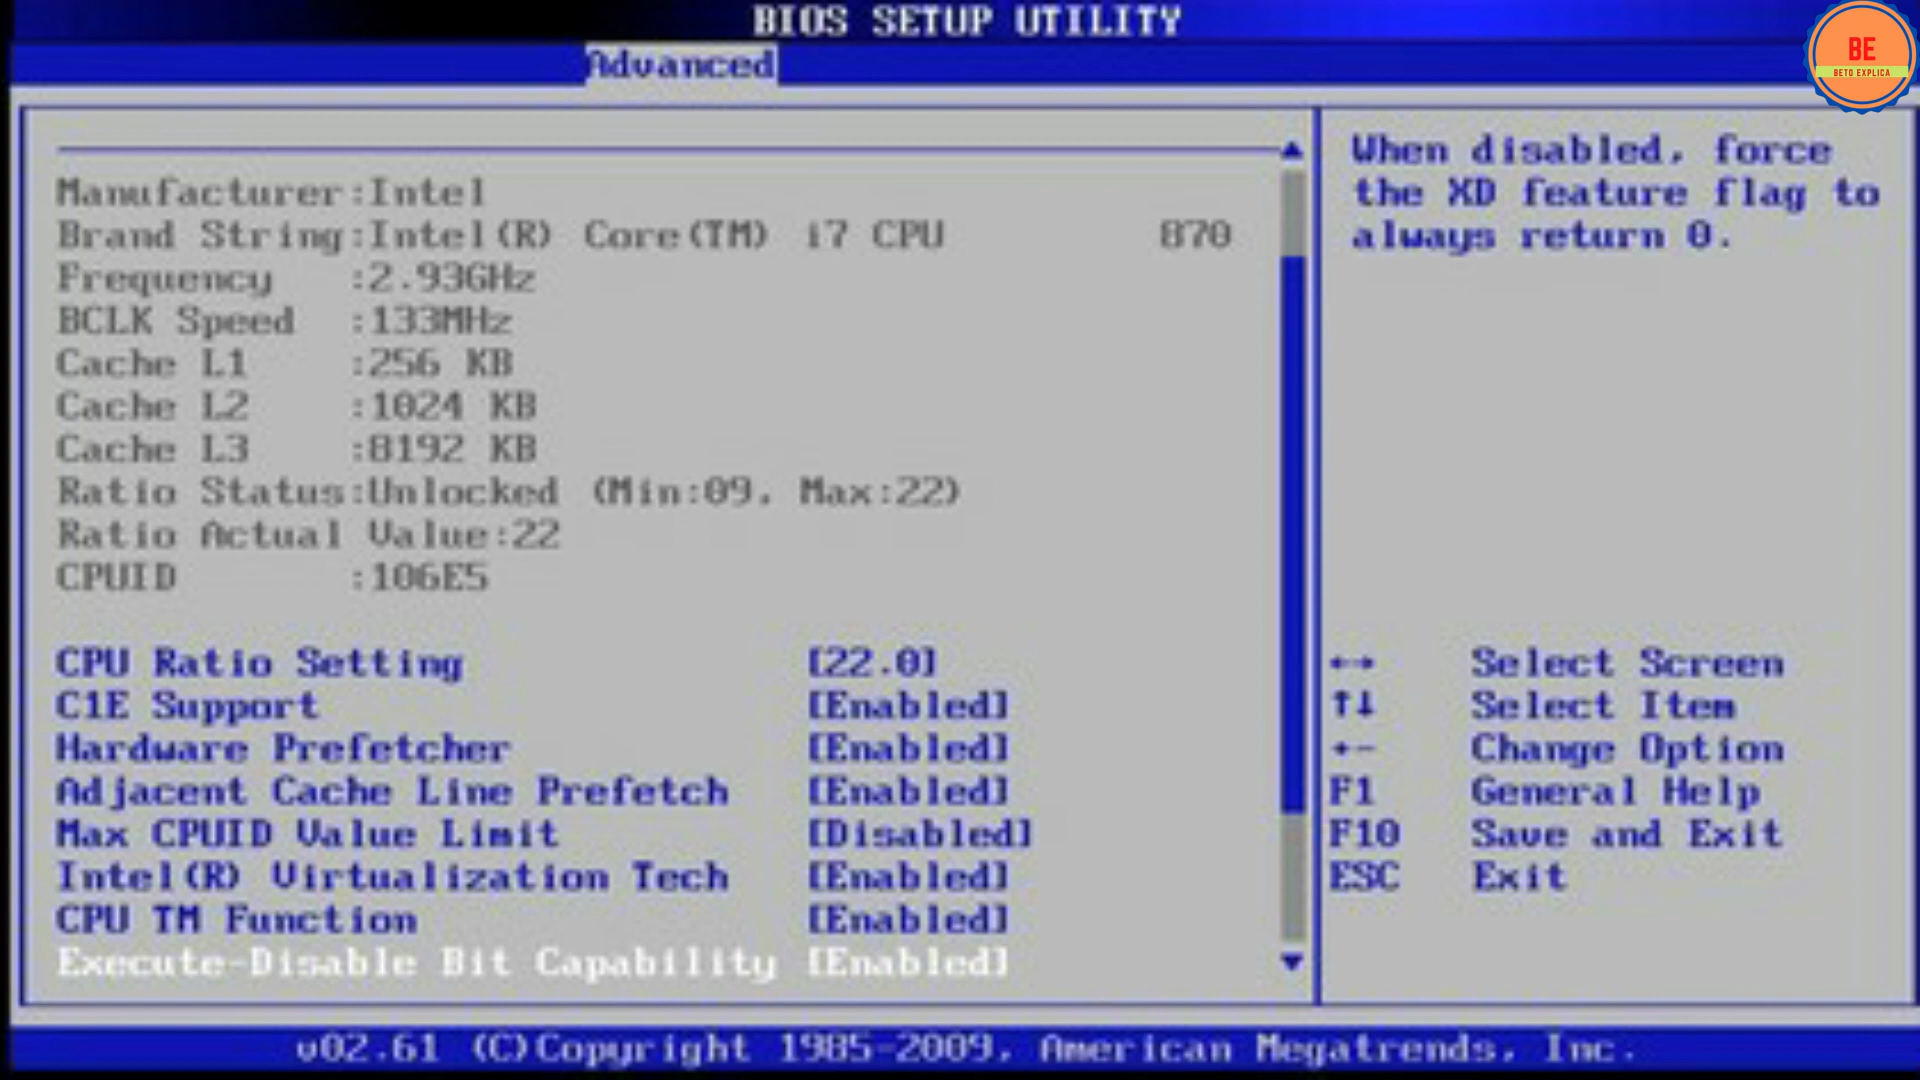 BIOS SETUP UTILITY
Advanced
BE
BETO EXPLICA
Manufacturer:Intel
Brand String:Intel(R) Core(TM) i7 CPU 870
Frequency :2.93GHz
BCLK Speed :133MHz
Cache L1 :256 KB
Cache L2 :1024 KB
Cache L3 :8192 KB
Ratio Status:Unlocked (Min:09, Max:22)
Ratio Actual Value:22
CPUID :106E5
CPU Ratio Setting [22.0]
C1E Support [Enabled]
Hardware Prefetcher [Enabled]
Adjacent Cache Line Prefetch [Enabled]
Max CPUID Value Limit [Disabled]
Intel(R) Virtualization Tech [Enabled]
CPU TM Function [Enabled]
Execute-Disable Bit Capability [Enabled]
When disabled, force
the XD feature flag to
always return 0.
←→ Select Screen
↑↓ Select Item
+- Change Option
F1 General Help
F10 Save and Exit
ESC Exit
v02.61 (C)Copyright 1985-2009, American Megatrends, Inc.